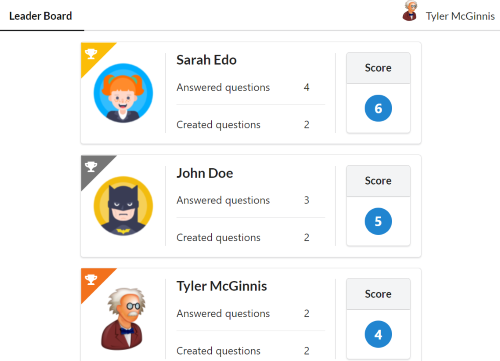 Leader Board
Tyler McGinnis
Sarah Edo
Answered questions 4
Created questions 2
Score
6
John Doe
Answered questions 3
Created questions 2
Score
5
Tyler McGinnis
Answered questions 2
Created questions 2
Score
4